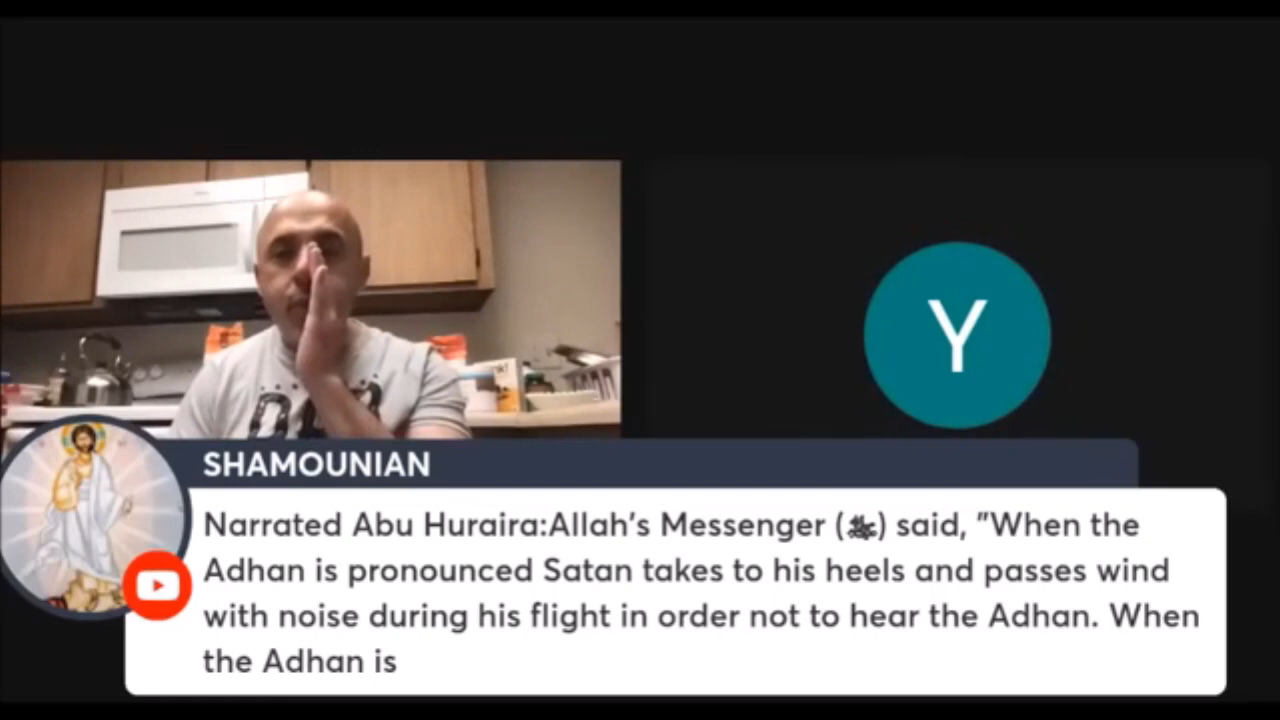 Y
SHAMOUNIAN
Narrated Abu Huraira:Allah's Messenger (ﷺ) said, "When the
Adhan is pronounced Satan takes to his heels and passes wind
with noise during his flight in order not to hear the Adhan. When
the Adhan is